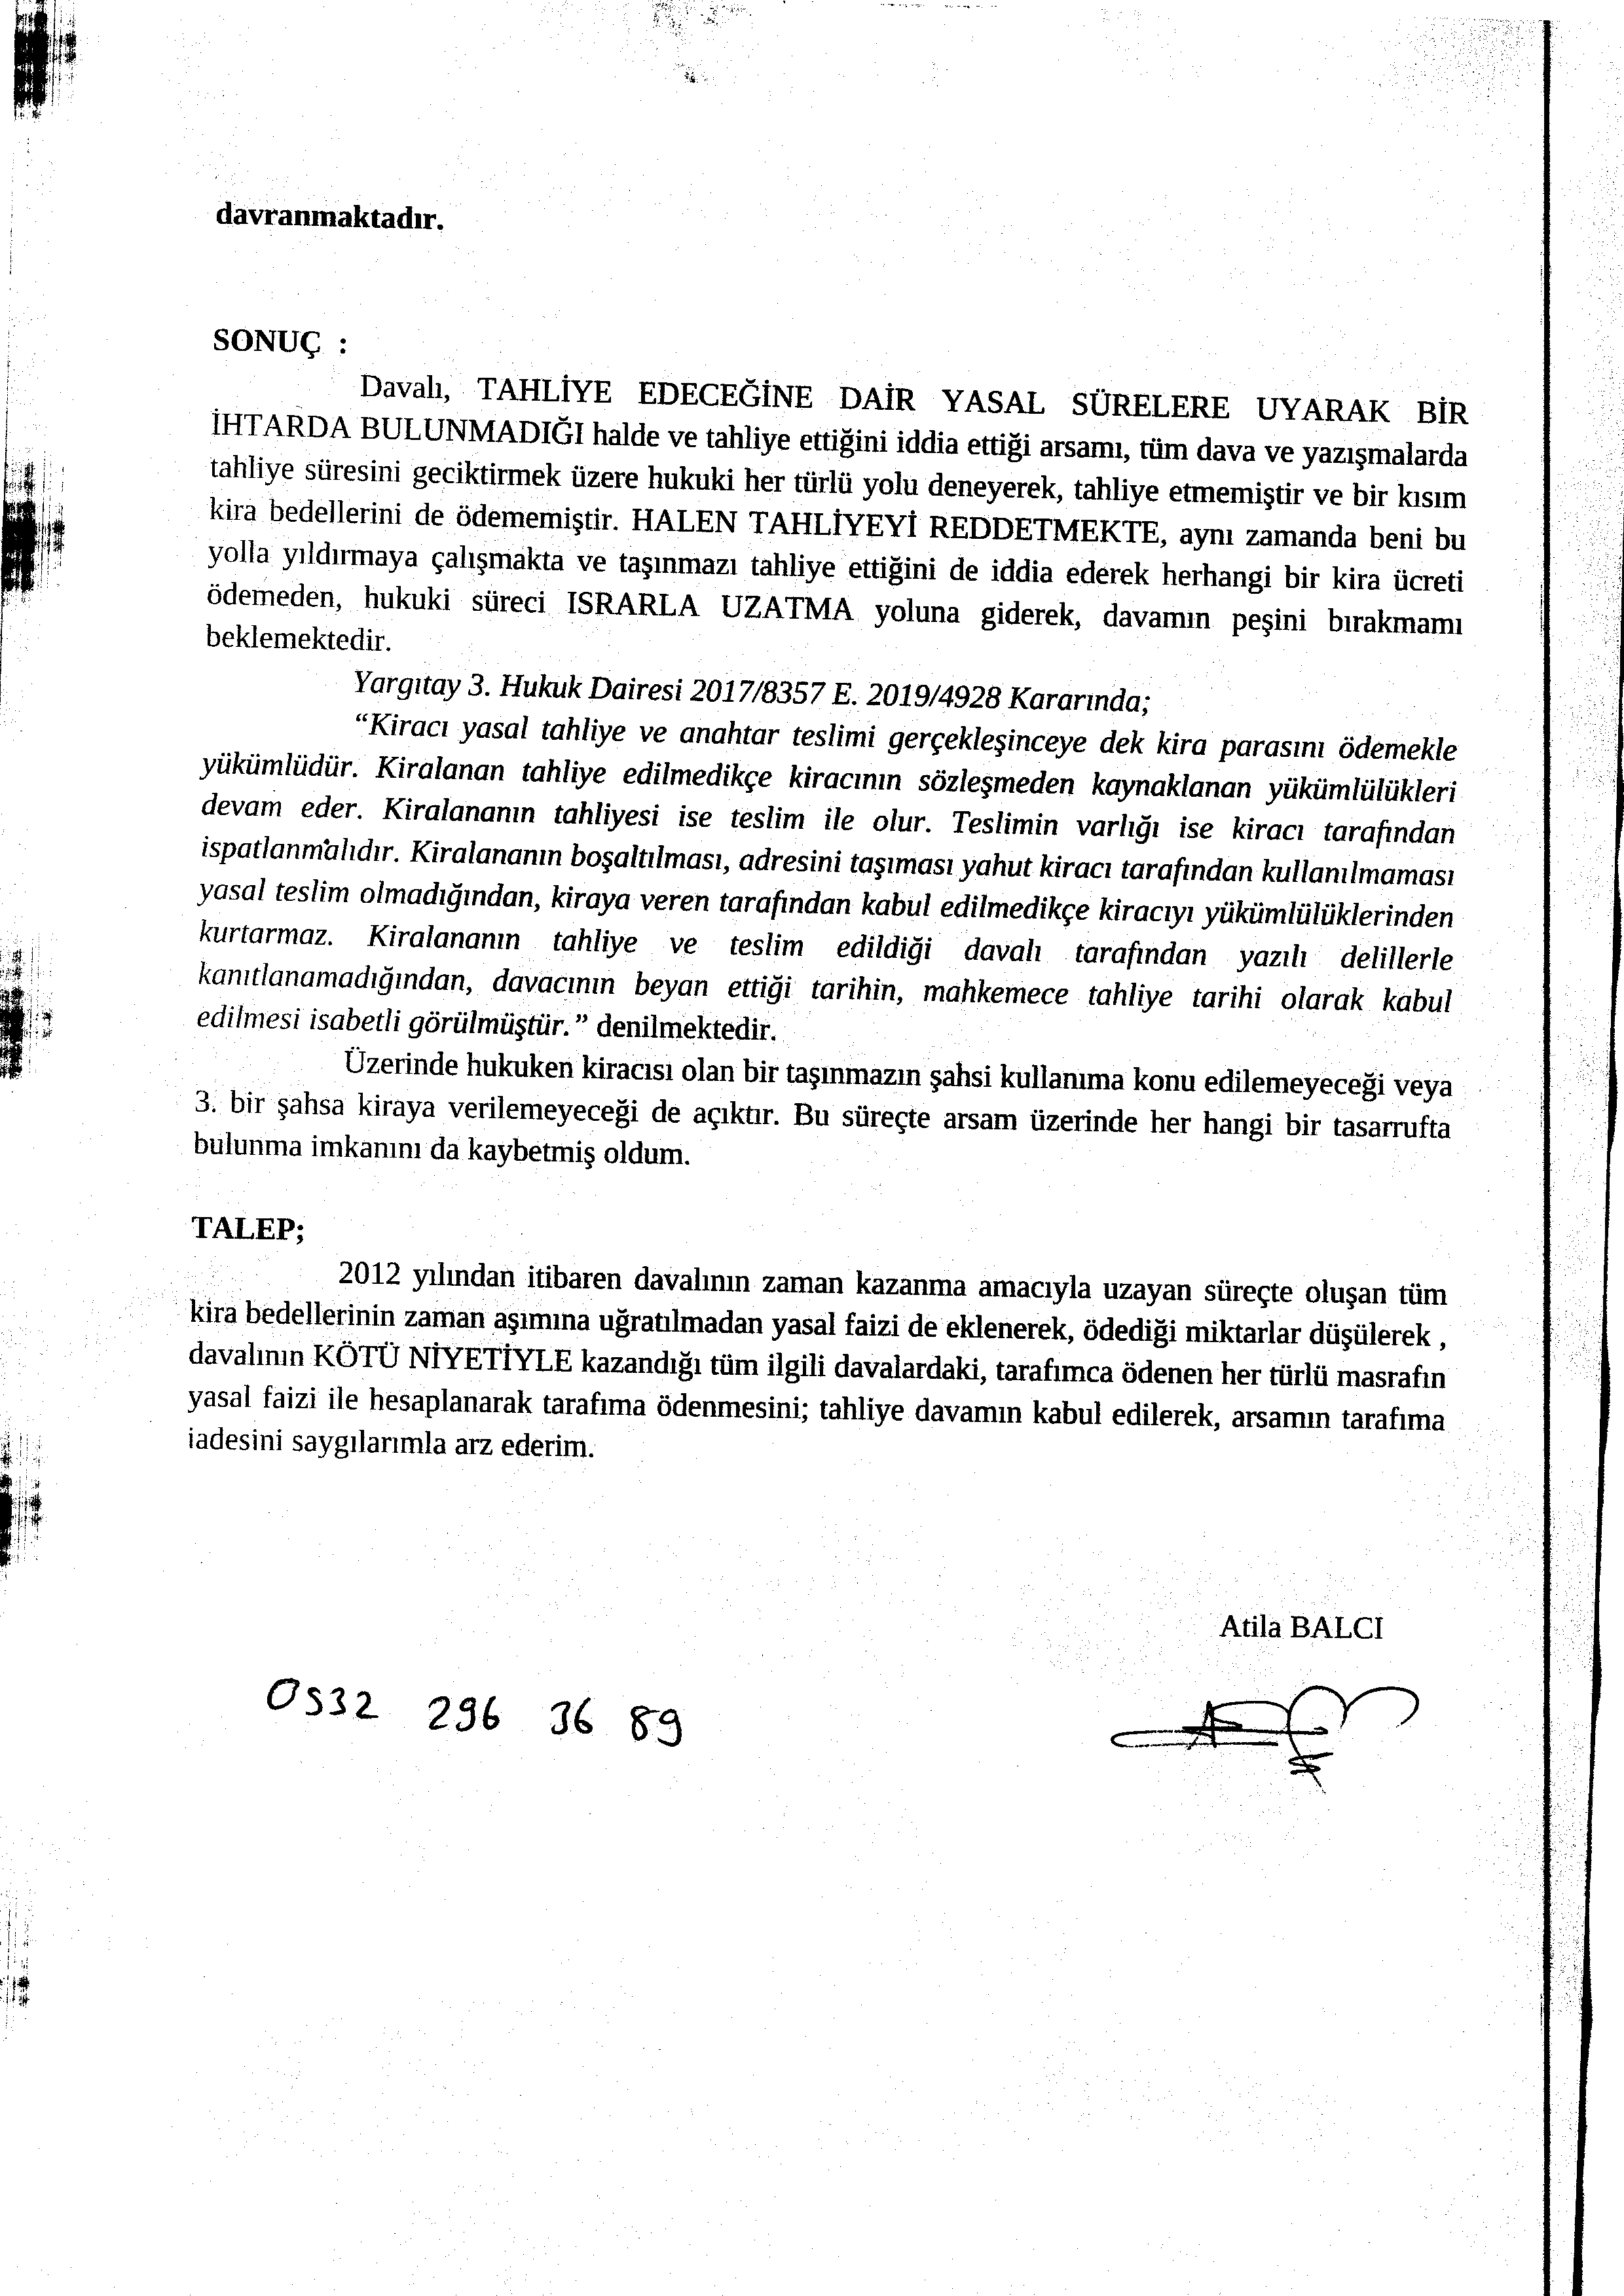 davranmaktadır.
SONUÇ :
Davalı, TAHLİYE EDECEĞİNE DAİR YASAL SÜRELERE UYARAK BİR
İHTARDA BULUNMADIĞI halde ve tahliye ettiğini iddia ettiği arsamı, tüm dava ve yazışmalarda
tahliye süresini geciktirmek üzere hukuki her türlü yolu deneyerek, tahliye etmemiştir ve bir kısım
kira bedellerini de ödememiştir. HALEN TAHLİYEYİ REDDETMEKTE, aynı zamanda beni bu
yolla yıldırmaya çalışmakta ve taşınmazı tahliye ettiğini de iddia ederek herhangi bir kira ücreti
ödemeden, hukuki süreci ISRARLA UZATMA yoluna giderek, davamın peşini bırakmamı
beklemektedir.
Yargıtay 3. Hukuk Dairesi 2017/8357 E. 2019/4928 Kararında;
“Kiracı yasal tahliye ve anahtar teslimi gerçekleşinceye dek kira parasını ödemekle
yükümlüdür. Kiralanan tahliye edilmedikçe kiracının sözleşmeden kaynaklanan yükümlülükleri
devam eder. Kiralananın tahliyesi ise teslim ile olur. Teslimin varlığı ise kiracı tarafından
ispatlanmalıdır. Kiralananın boşaltılması, adresini taşıması yahut kiracı tarafından kullanılmaması
yasal teslim olmadığından, kiraya veren tarafından kabul edilmedikçe kiracıyı yükümlülüklerinden
kurtarmaz. Kiralananın tahliye ve teslim edildiği davalı tarafından yazılı delillerle
kanıtlanamadığından, davacının beyan ettiği tarihin, mahkemece tahliye tarihi olarak kabul
edilmesi isabetli görülmüştür.” denilmektedir.
Üzerinde hukuken kiracısı olan bir taşınmazın şahsi kullanıma konu edilemeyeceği veya
3. bir şahsa kiraya verilemeyeceği de açıktır. Bu süreçte arsam üzerinde her hangi bir tasarrufta
bulunma imkanını da kaybetmiş oldum.
TALEP;
2012 yılından itibaren davalının zaman kazanma amacıyla uzayan süreçte oluşan tüm
kira bedellerinin zaman aşımına uğratılmadan yasal faizi de eklenerek, ödediği miktarlar düşülerek ,
davalının KÖTÜ NİYETİYLE kazandığı tüm ilgili davalardaki, tarafımca ödenen her türlü masrafın
yasal faizi ile hesaplanarak tarafıma ödenmesini; tahliye davamın kabul edilerek, arsamın tarafıma
iadesini saygılarımla arz ederim.
Atila BALCI
0532 296 36 89